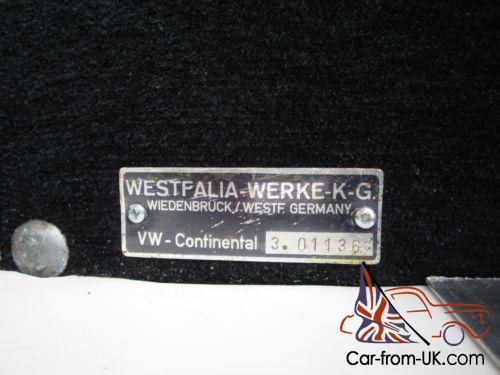 WESTFALIA-WERKE-K-G.
WIEDENBRÜCK/WESTF. GERMANY
VW - Continental 3. 01136
Car-from-UK.com